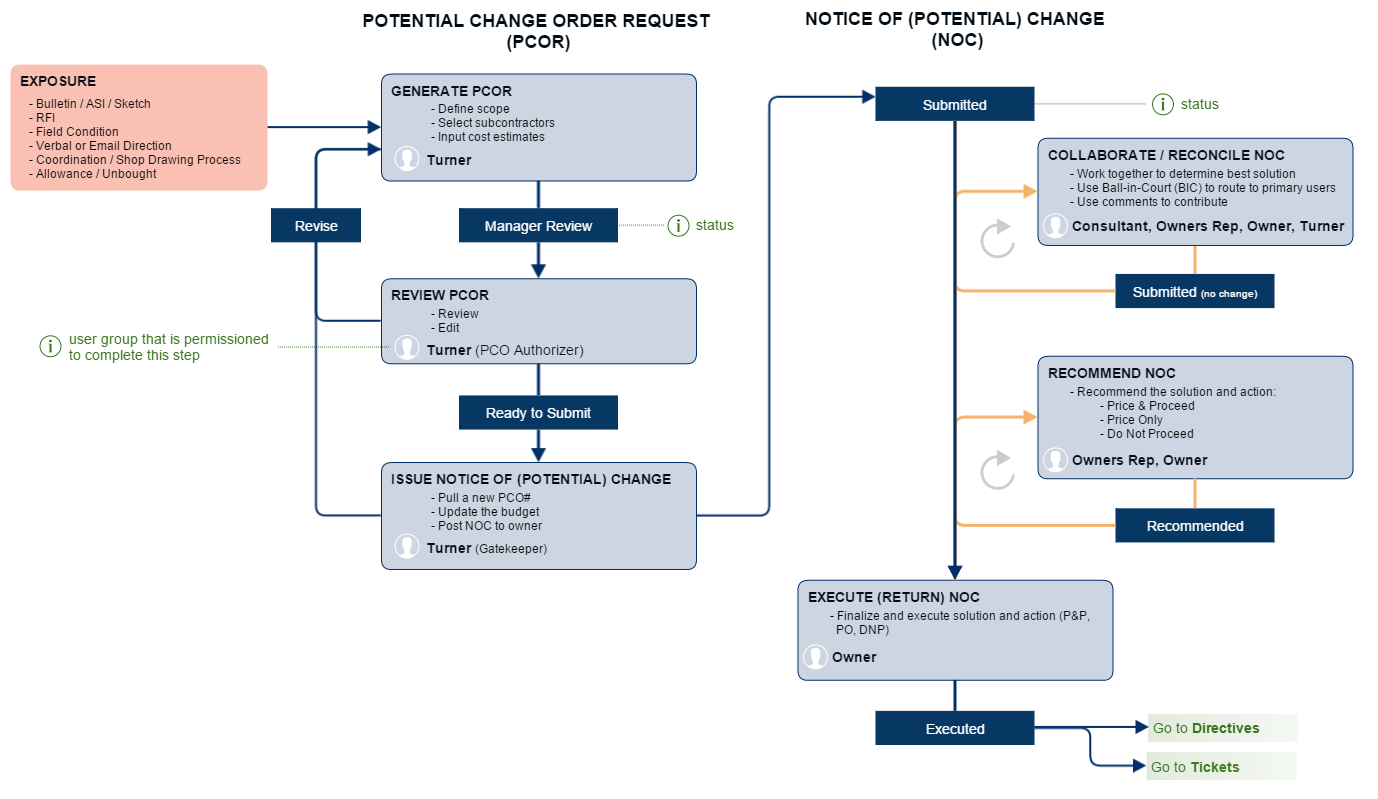 POTENTIAL CHANGE ORDER REQUEST
(PCOR)
EXPOSURE
- Bulletin / ASI / Sketch
- RFI
- Field Condition
- Verbal or Email Direction
- Coordination / Shop Drawing Process
- Allowance / Unbought
GENERATE PCOR
- Define scope
- Select subcontractors
- Input cost estimates
Turner
Revise
Manager Review
i status
REVIEW PCOR
- Review
- Edit
Turner (PCO Authorizer)
i user group that is permissioned
to complete this step
Ready to Submit
ISSUE NOTICE OF (POTENTIAL) CHANGE
- Pull a new PCO#
- Update the budget
- Post NOC to owner
Turner (Gatekeeper)
NOTICE OF (POTENTIAL) CHANGE
(NOC)
Submitted
i status
COLLABORATE / RECONCILE NOC
- Work together to determine best solution
- Use Ball-in-Court (BIC) to route to primary users
- Use comments to contribute
Consultant, Owners Rep, Owner, Turner
Submitted (no change)
RECOMMEND NOC
- Recommend the solution and action:
- Price & Proceed
- Price Only
- Do Not Proceed
Owners Rep, Owner
Recommended
EXECUTE (RETURN) NOC
- Finalize and execute solution and action (P&P,
PO, DNP)
Owner
Executed
Go to Directives
Go to Tickets